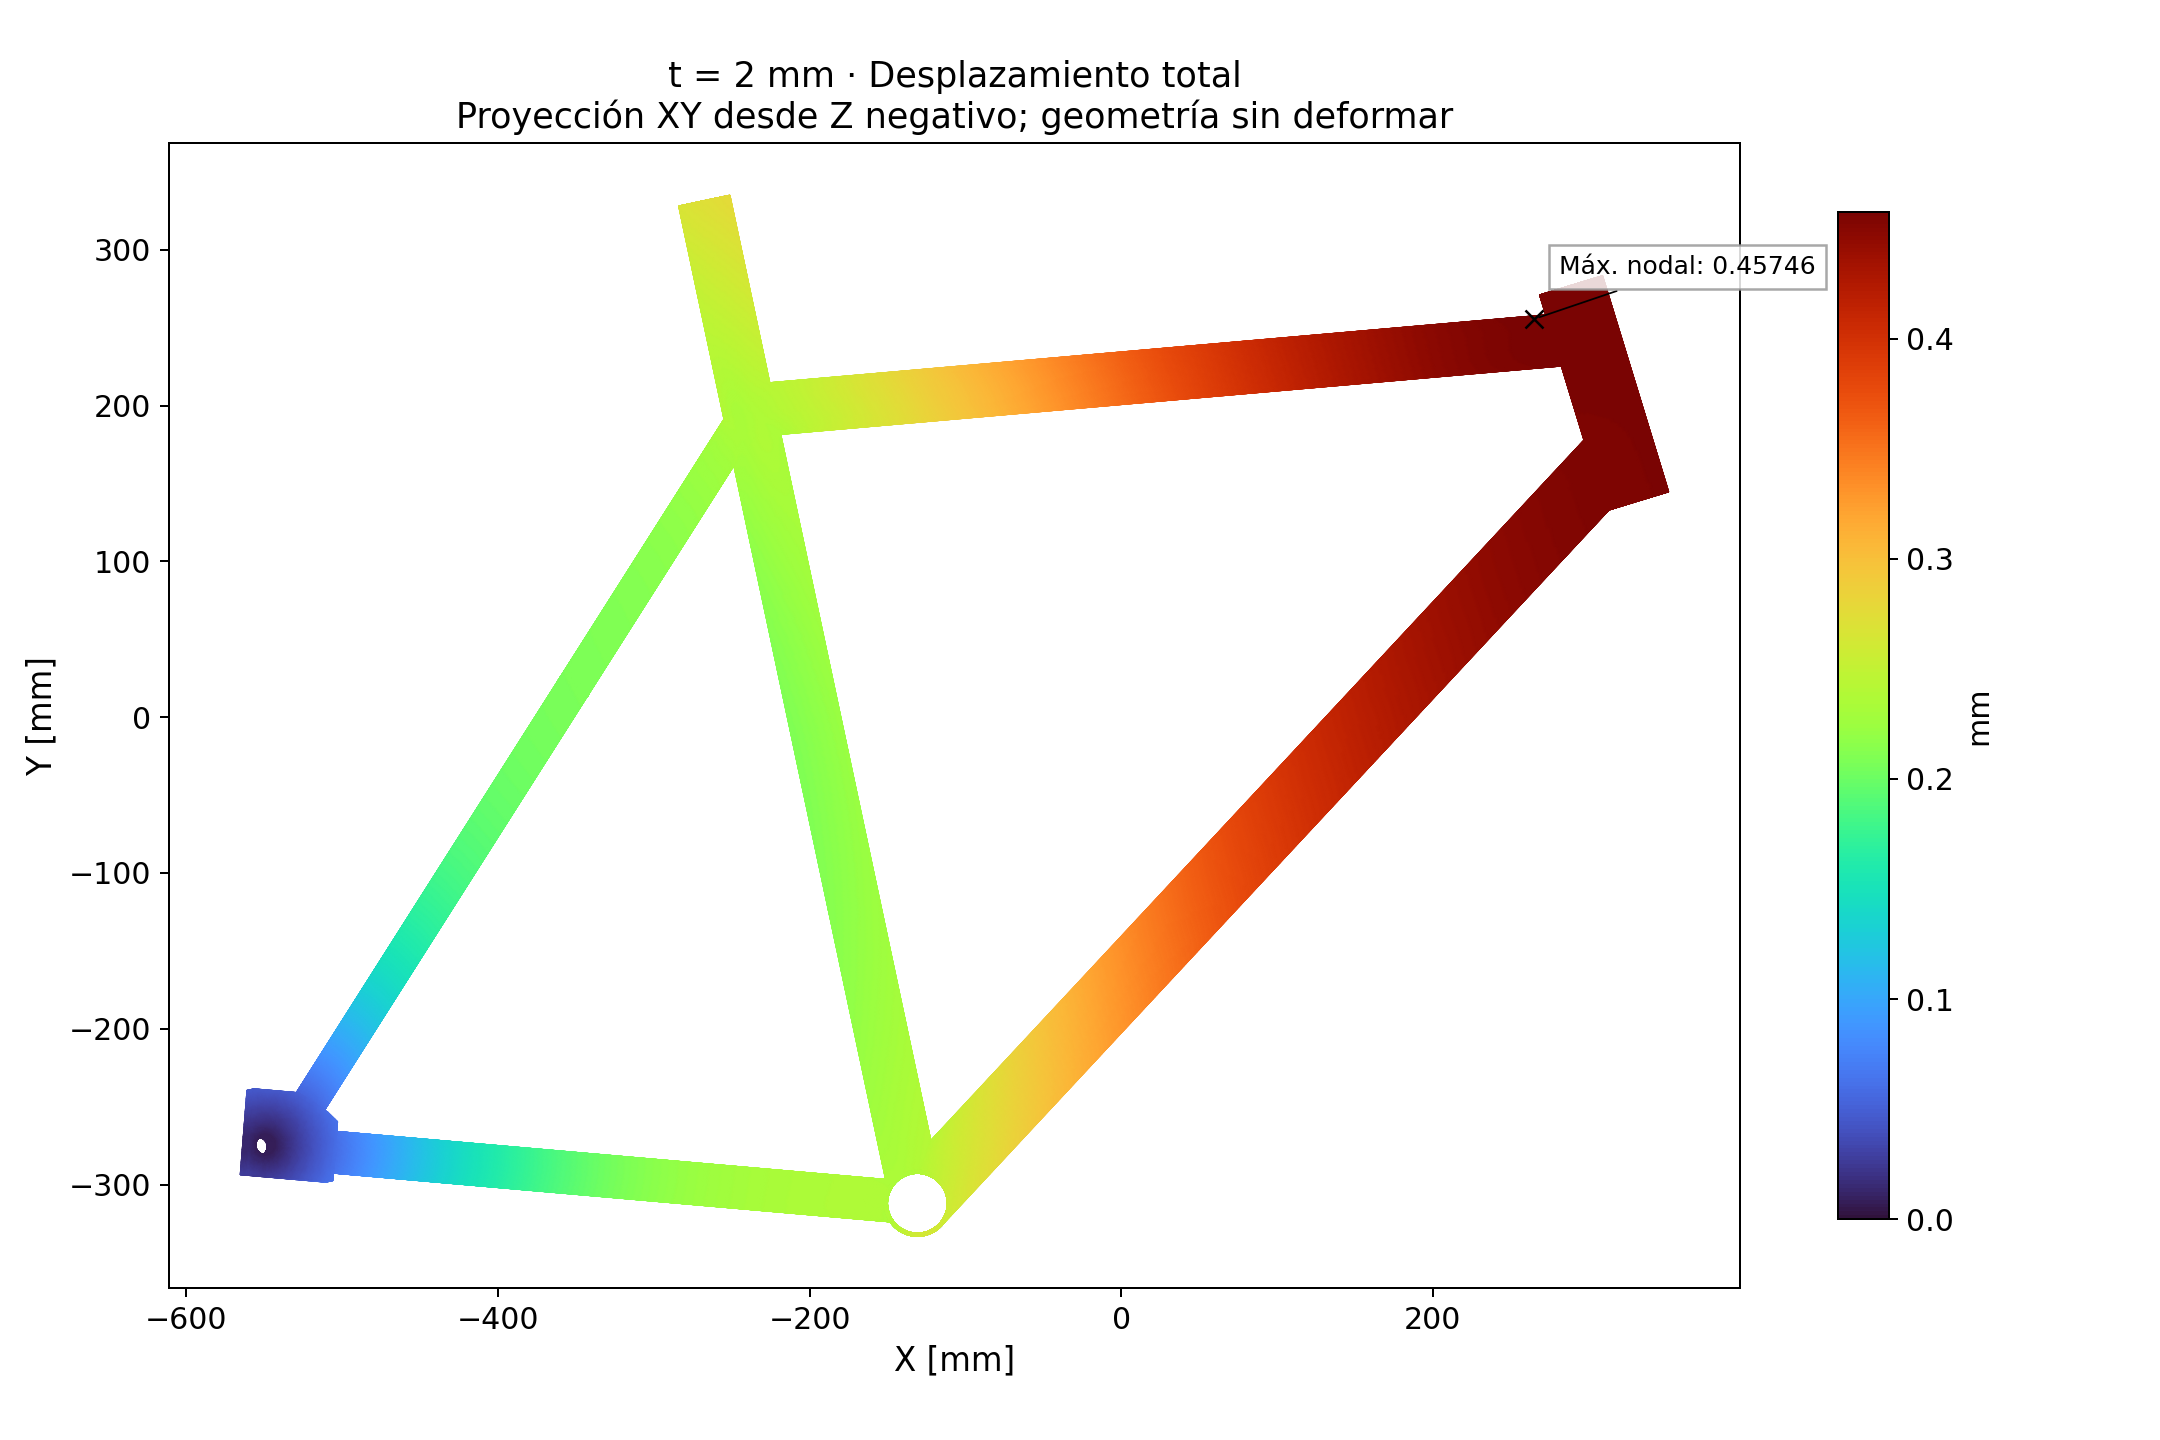 t = 2 mm · Desplazamiento total
Proyección XY desde Z negativo; geometría sin deformar
Máx. nodal: 0.45746
300
200
100
0
−100
−200
−300
Y [mm]
−600
−400
−200
0
200
X [mm]
0.4
0.3
0.2
0.1
0.0
mm